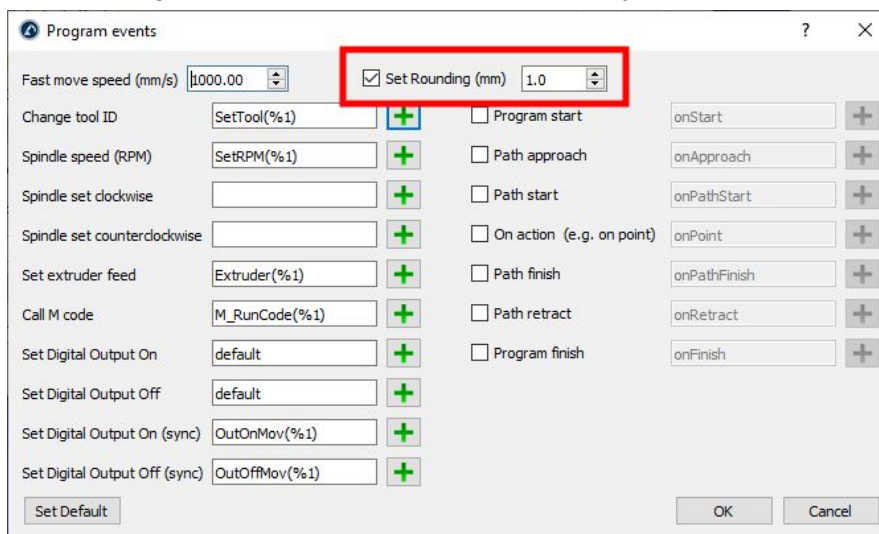 Program events ? X
Fast move speed (mm/s) 1000.00 Set Rounding (mm) 1.0
Change tool ID SetTool(%1) Program start onStart
Spindle speed (RPM) SetRPM(%1) Path approach onApproach
Spindle set clockwise Path start onPathStart
Spindle set counterclockwise On action (e.g. on point) onPoint
Set extruder feed Extruder(%1) Path finish onPathFinish
Call M code M_RunCode(%1) Path retract onRetract
Set Digital Output On default Program finish onFinish
Set Digital Output Off default
Set Digital Output On (sync) OutOnMov(%1)
Set Digital Output Off (sync) OutOffMov(%1)
Set Default OK Cancel